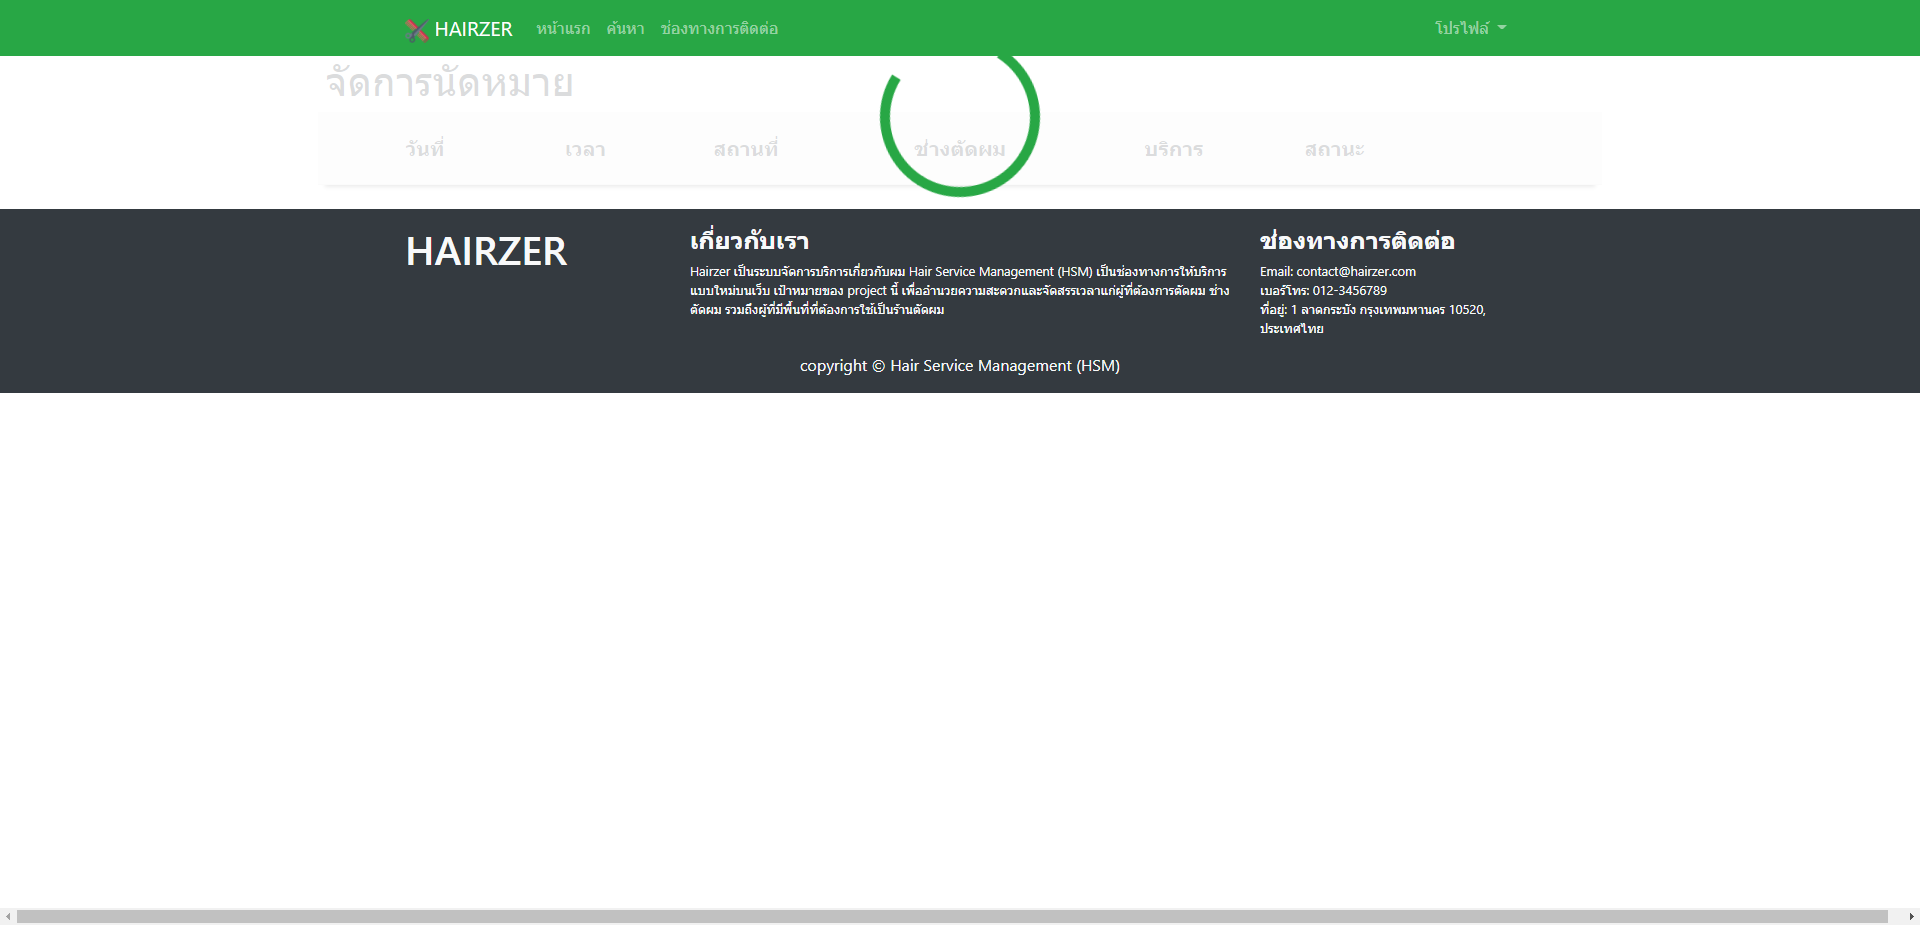 HAIRZER หน้าแรก ค้นหา ช่องทางการติดต่อ โปรไฟล์
จัดการนัดหมาย
วันที่ เวลา สถานที่ ช่างตัดผม บริการ สถานะ
HAIRZER
เกี่ยวกับเรา
Hairzer เป็นระบบจัดการบริการเกี่ยวกับผม Hair Service Management (HSM) เป็นช่องทางการให้บริการ
แบบใหม่บนเว็บ เป้าหมายของ project นี้ เพื่ออำนวยความสะดวกและจัดสรรเวลาแก่ผู้ที่ต้องการตัดผม ช่าง
ตัดผม รวมถึงผู้ที่มีพื้นที่ที่ต้องการใช้เป็นร้านตัดผม
ช่องทางการติดต่อ
Email: contact@hairzer.com
เบอร์โทร: 012-3456789
ที่อยู่: 1 ลาดกระบัง กรุงเทพมหานคร 10520,
ประเทศไทย
copyright © Hair Service Management (HSM)